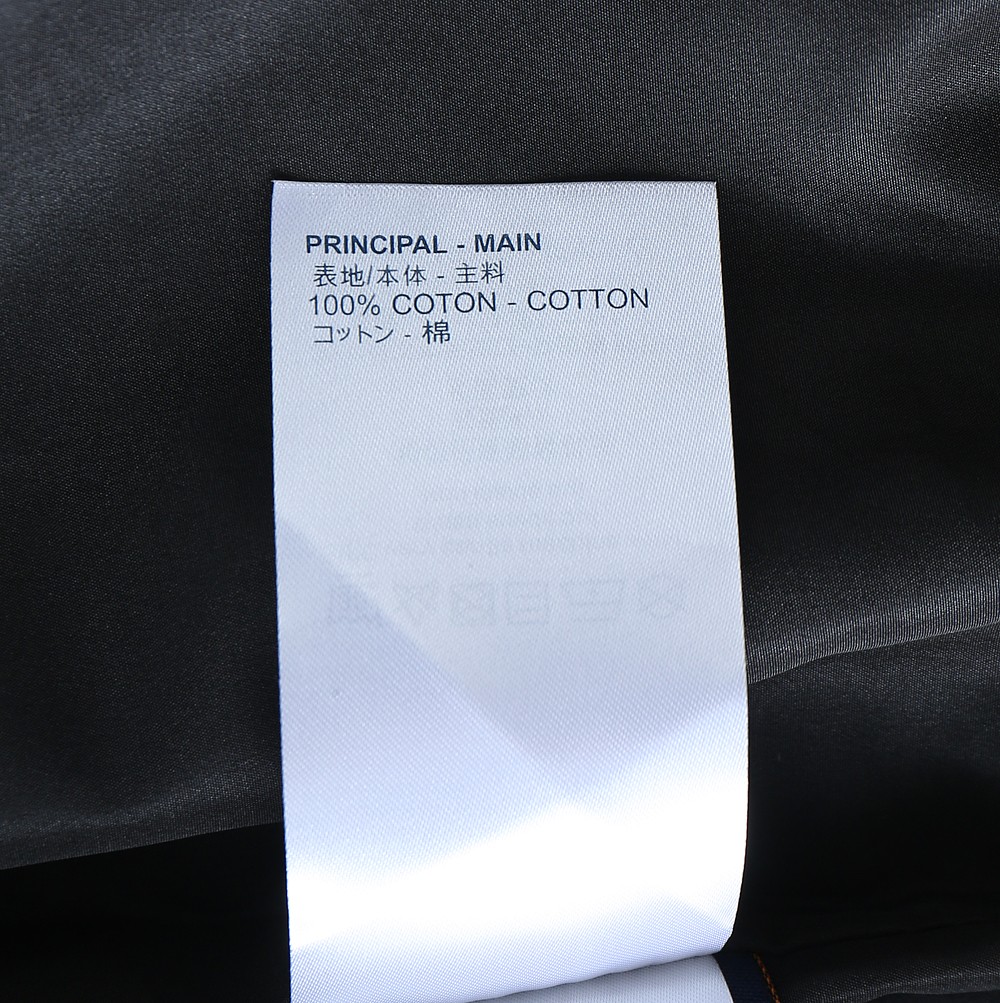 PRINCIPAL - MAIN
表地/本体 - 主料
100% COTON - COTTON
コットン - 棉